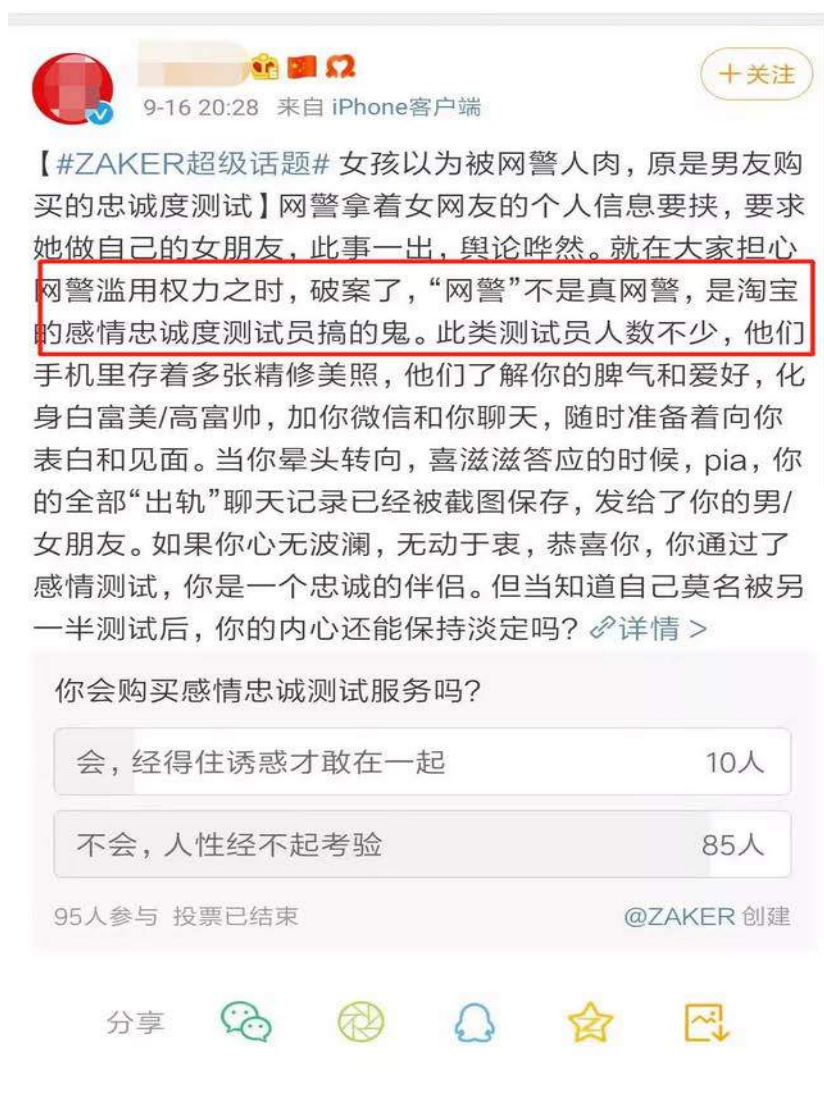 +关注
9-16 20:28 来自 iPhone客户端
【#ZAKER超级话题# 女孩以为被网警人肉，原是男友购
买的忠诚度测试】网警拿着女网友的个人信息要挟，要求
她做自己的女朋友，此事一出，舆论哗然。就在大家担心
网警滥用权力之时，破案了，“网警”不是真网警，是淘宝
的感情忠诚度测试员搞的鬼。此类测试员人数不少，他们
手机里存着多张精修美照，他们了解你的脾气和爱好，化
身白富美/高富帅，加你微信和你聊天，随时准备着向你
表白和见面。当你晕头转向，喜滋滋答应的时候，pia，你
的全部“出轨”聊天记录已经被截图保存，发给了你的男/
女朋友。如果你心无波澜，无动于衷，恭喜你，你通过了
感情测试，你是一个忠诚的伴侣。但当知道自己莫名被另
一半测试后，你的内心还能保持淡定吗？详情 >
你会购买感情忠诚测试服务吗？
会，经得住诱惑才敢在一起 10人
不会，人性经不起考验 85人
95人参与 投票已结束 @ZAKER 创建
分享